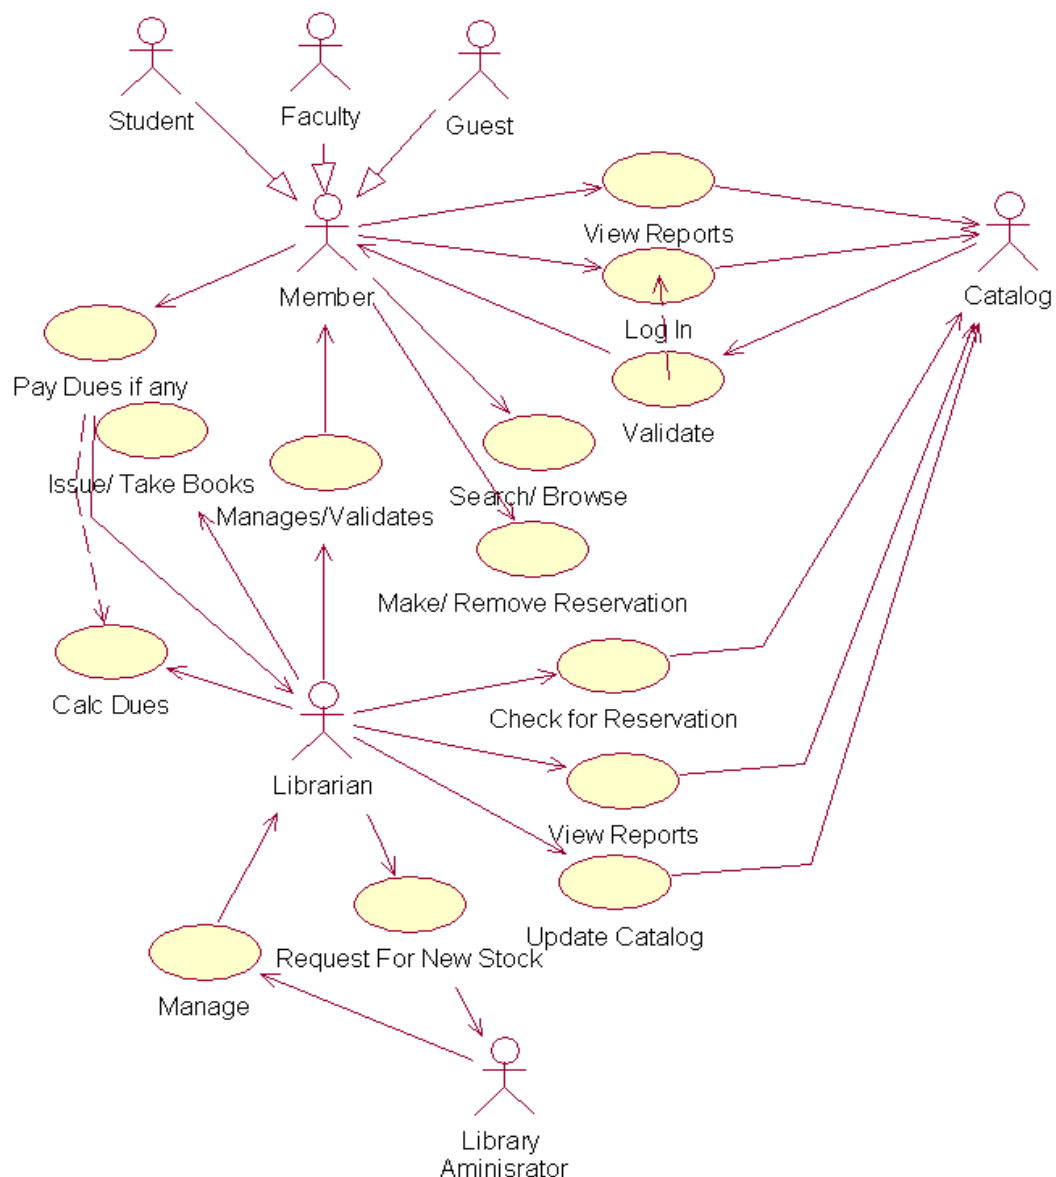 Student
Faculty
Guest
View Reports
Member
Catalog
Log In
Pay Dues if any
Validate
Issue/ Take Books
Search/ Browse
Manages/Validates
Make/ Remove Reservation
Calc Dues
Check for Reservation
Librarian
View Reports
Update Catalog
Request For New Stock
Manage
Library
Aminisrator